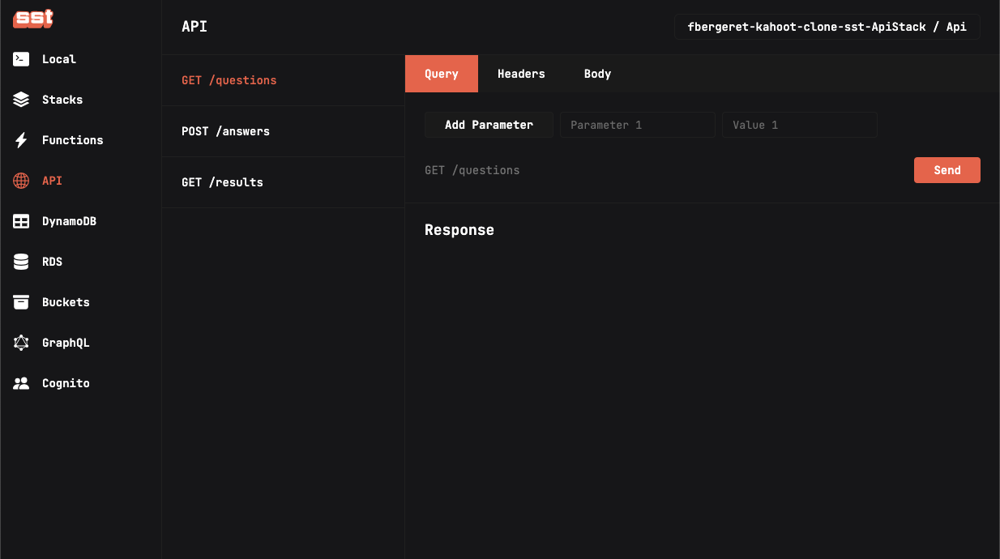 sst
Local
Stacks
Functions
API
DynamoDB
RDS
Buckets
GraphQL
Cognito
API
fbergeret-kahoot-clone-sst-ApiStack / Api
GET /questions
POST /answers
GET /results
Query Headers Body
Add Parameter Parameter 1 Value 1
GET /questions Send
Response